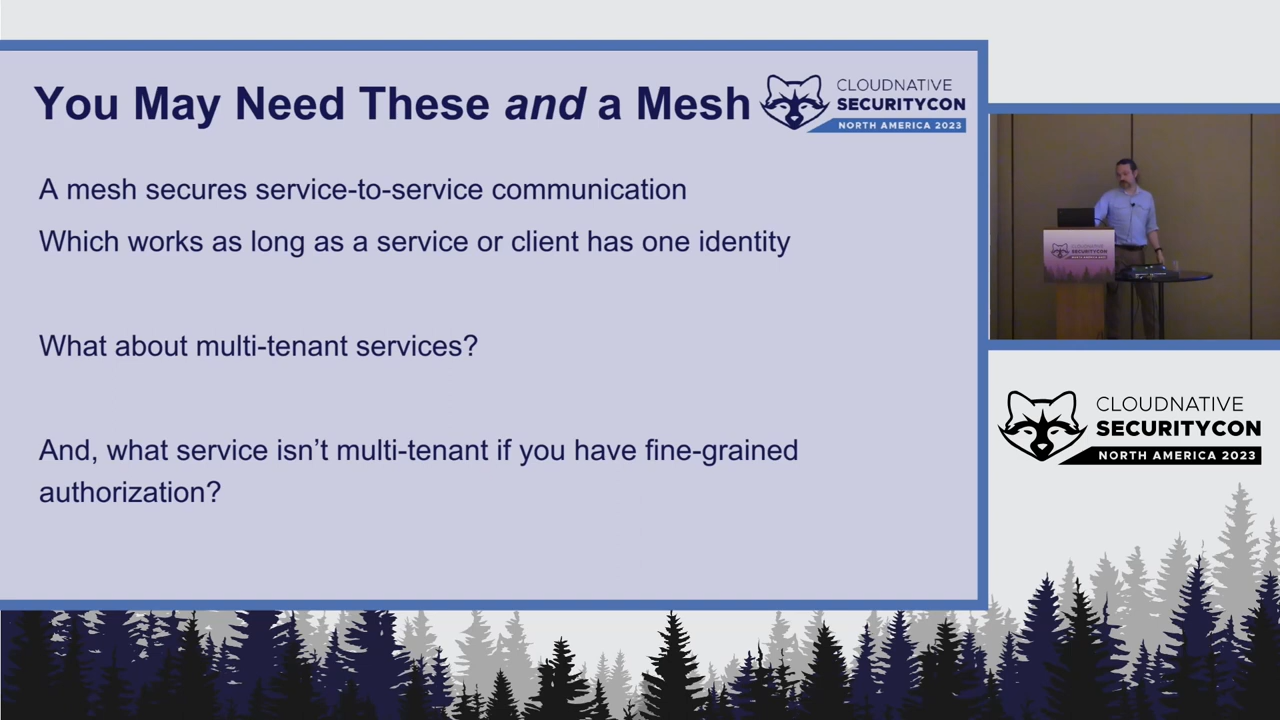 You May Need These and a Mesh
CLOUDNATIVE
SECURITYCON
NORTH AMERICA 2023
A mesh secures service-to-service communication
Which works as long as a service or client has one identity
What about multi-tenant services?
And, what service isn’t multi-tenant if you have fine-grained
authorization?
CLOUDNATIVE
SECURITYCON
CLOUDNATIVE
SECURITYCON
NORTH AMERICA 2023